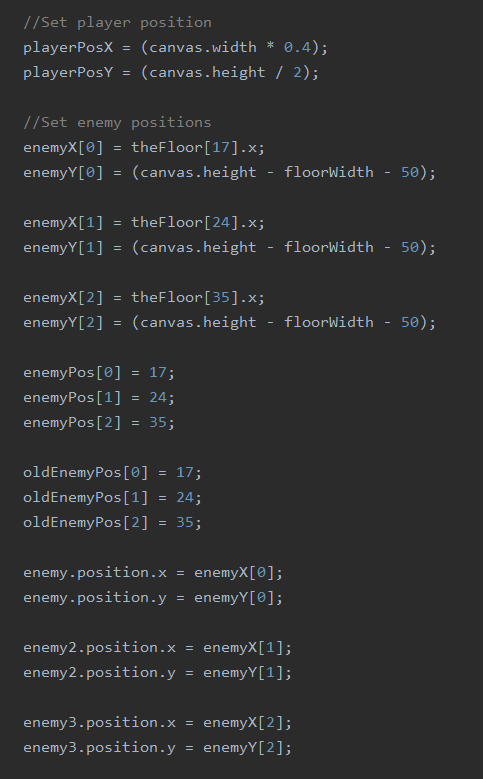 //Set player position
playerPosX = (canvas.width * 0.4);
playerPosY = (canvas.height / 2);

//Set enemy positions
enemyX[0] = theFloor[17].x;
enemyY[0] = (canvas.height - floorWidth - 50);

enemyX[1] = theFloor[24].x;
enemyY[1] = (canvas.height - floorWidth - 50);

enemyX[2] = theFloor[35].x;
enemyY[2] = (canvas.height - floorWidth - 50);

enemyPos[0] = 17;
enemyPos[1] = 24;
enemyPos[2] = 35;

oldEnemyPos[0] = 17;
oldEnemyPos[1] = 24;
oldEnemyPos[2] = 35;

enemy.position.x = enemyX[0];
enemy.position.y = enemyY[0];

enemy2.position.x = enemyX[1];
enemy2.position.y = enemyY[1];

enemy3.position.x = enemyX[2];
enemy3.position.y = enemyY[2];